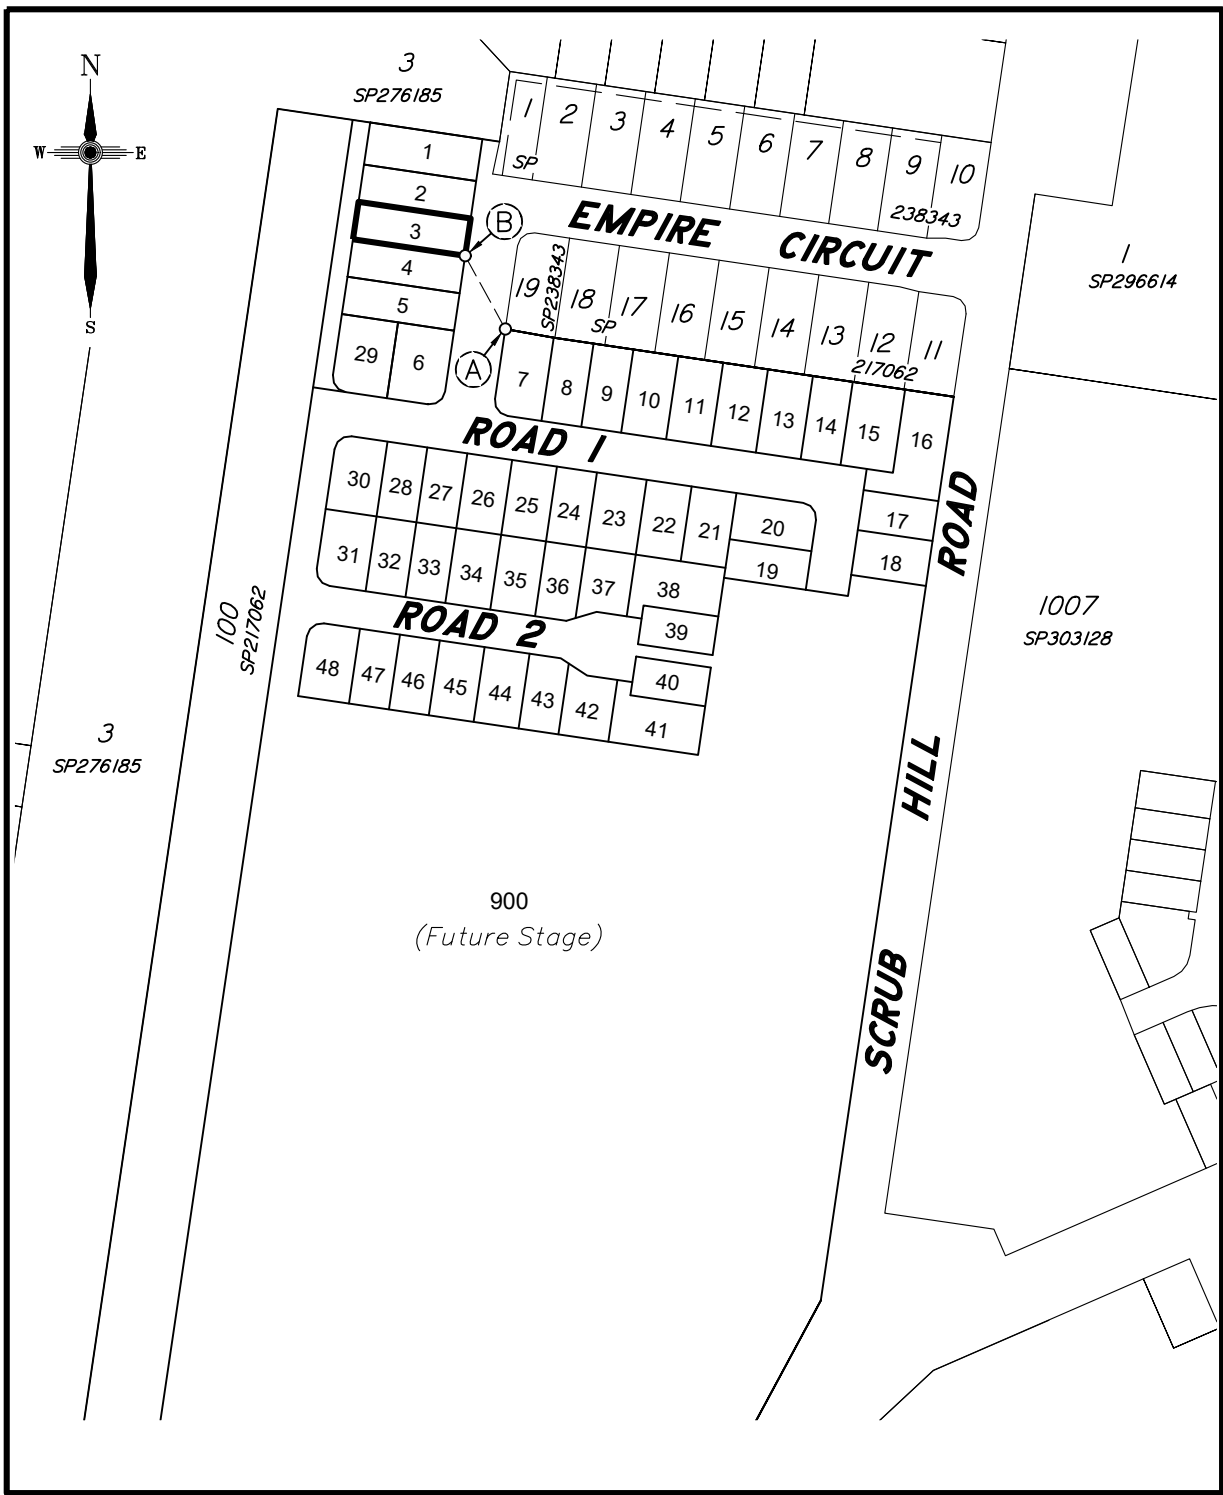 N
W E
S
3
SP276185
1 2 3 4 5 6 7 8 9 10
SP
238343
EMPIRE CIRCUIT
1
2
3
4
5
29 6
B
A
19 18 17 16 15 14 13 12 11
SP238343
SP
217062
1
SP296614
7 8 9 10 11 12 13 14 15 16
ROAD 1
30 28 27 26 25 24 23 22 21 20
19
17
18
31 32 33 34 35 36 37 38
39
ROAD 2
48 47 46 45 44 43 42 41
40
100
SP217062
1007
SP303128
3
SP276185
SCRUB HILL ROAD
900
(Future Stage)